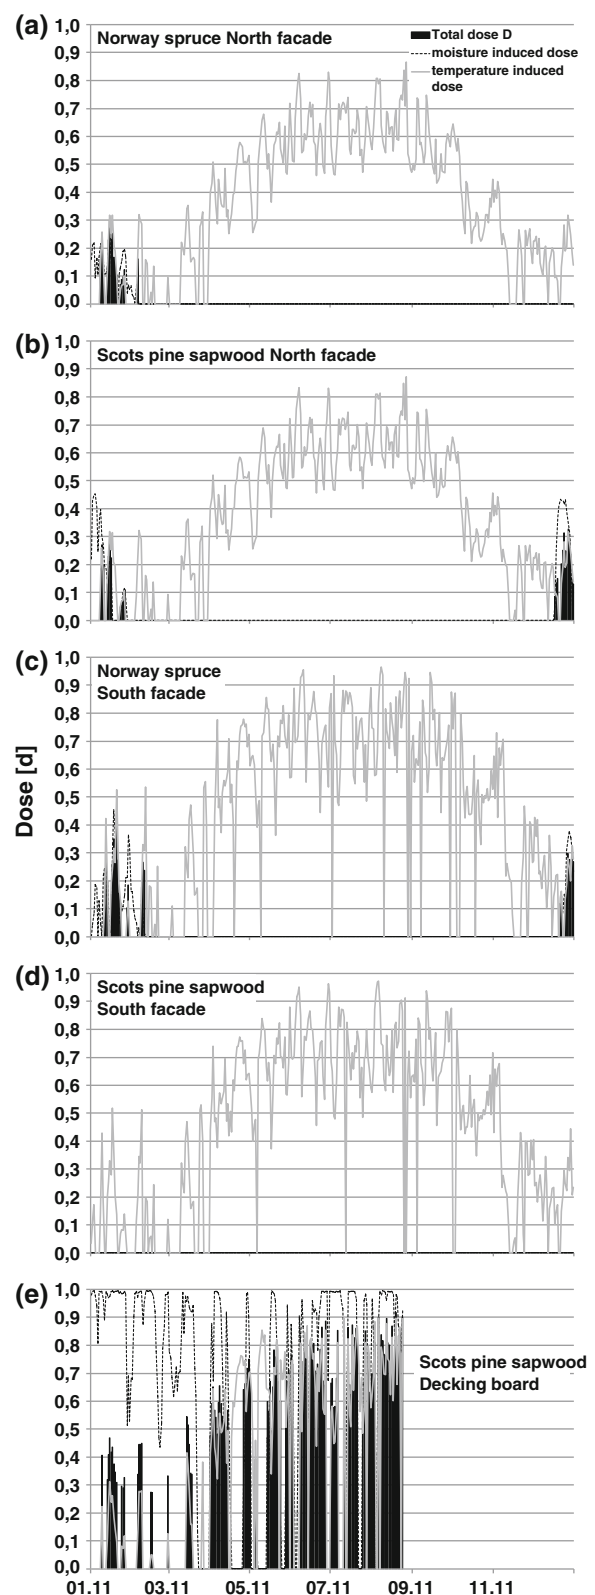 (a)
1,0
0,9
0,8
0,7
0,6
0,5
0,4
0,3
0,2
0,1
0,0
Norway spruce North facade
Total dose D
moisture induced dose
temperature induced
dose
(b)
1,0
0,9
0,8
0,7
0,6
0,5
0,4
0,3
0,2
0,1
0,0
Scots pine sapwood North facade
(c)
1,0
0,9
0,8
0,7
0,6
0,5
0,4
0,3
0,2
0,1
0,0
Norway spruce
South facade
Dose [d]
(d)
1,0
0,9
0,8
0,7
0,6
0,5
0,4
0,3
0,2
0,1
0,0
Scots pine sapwood
South facade
(e)
1,0
0,9
0,8
0,7
0,6
0,5
0,4
0,3
0,2
0,1
0,0
Scots pine sapwood
Decking board
01.11 03.11 05.11 07.11 09.11 11.11